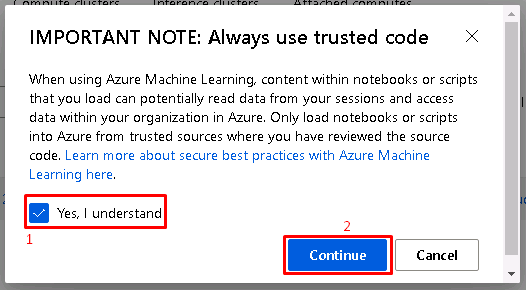 Compute clusters Inference clusters Attached computes
IMPORTANT NOTE: Always use trusted code
When using Azure Machine Learning, content within notebooks or scripts
that you load can potentially read data from your sessions and access
data within your organization in Azure. Only load notebooks or scripts
into Azure from trusted sources where you have reviewed the source
code. Learn more about secure best practices with Azure Machine
Learning here.
Yes, I understand
1
2
Continue Cancel